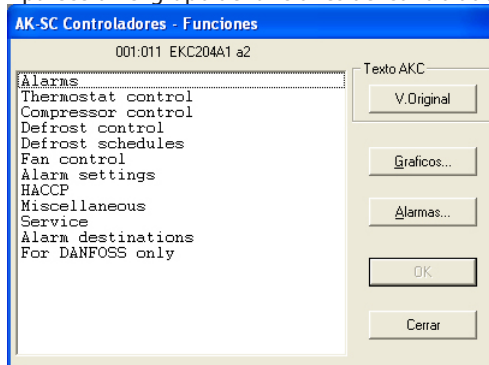 AK-SC Controladores - Funciones
001:011 EKC204A1 a2
Texto AKC
V.Original
Alarms
Thermostat control
Compressor control
Defrost control
Defrost schedules
Fan control
Alarm settings
HACCP
Miscellaneous
Service
Alarm destinations
For DANFOSS only
Graficos...
Alarmas...
OK
Cerrar